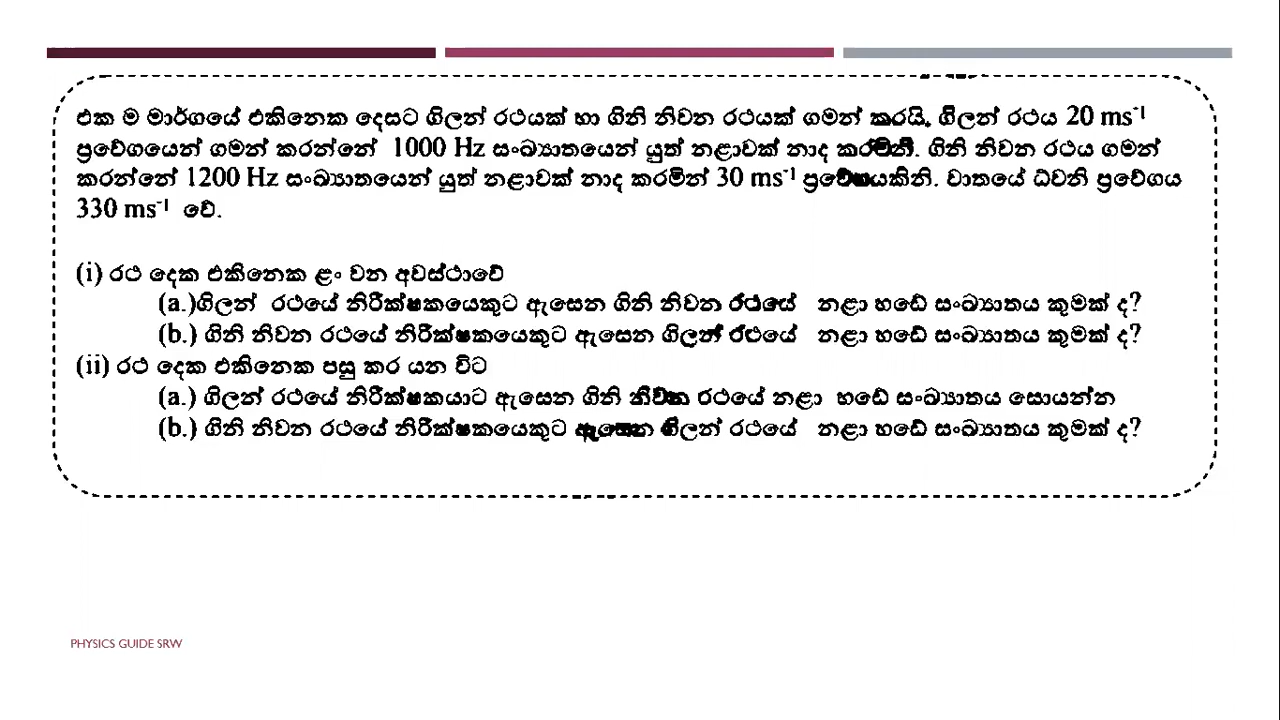 එක ම මාර්ගයේ එකිනෙක දෙසට ගිලන් රථයක් හා ගිනි නිවන රථයක් ගමන් කරයි. ගිලන් රථය 20 ms⁻¹
ප්‍රවේගයෙන් ගමන් කරන්නේ 1000 Hz සංඛ්‍යාතයෙන් යුත් නළාවක් නාද කරමිනි. ගිනි නිවන රථය ගමන්
කරන්නේ 1200 Hz සංඛ්‍යාතයෙන් යුත් නළාවක් නාද කරමින් 30 ms⁻¹ ප්‍රවේගයකිනි. වාතයේ ධ්වනි ප්‍රවේගය
330 ms⁻¹ වේ.
(i) රථ දෙක එකිනෙක ළං වන අවස්ථාවේ
(a.)ගිලන් රථයේ නිරීක්ෂකයෙකුට ඇසෙන ගිනි නිවන රථයේ නළා හඬේ සංඛ්‍යාතය කුමක් ද?
(b.) ගිනි නිවන රථයේ නිරීක්ෂකයෙකුට ඇසෙන ගිලන් රථයේ නළා හඬේ සංඛ්‍යාතය කුමක් ද?
(ii) රථ දෙක එකිනෙක පසු කර යන විට
(a.) ගිලන් රථයේ නිරීක්ෂකයාට ඇසෙන ගිනි නිවන රථයේ නළා හඬේ සංඛ්‍යාතය සොයන්න
(b.) ගිනි නිවන රථයේ නිරීක්ෂකයෙකුට ඇසෙන ගිලන් රථයේ නළා හඬේ සංඛ්‍යාතය කුමක් ද?
PHYSICS GUIDE SRW